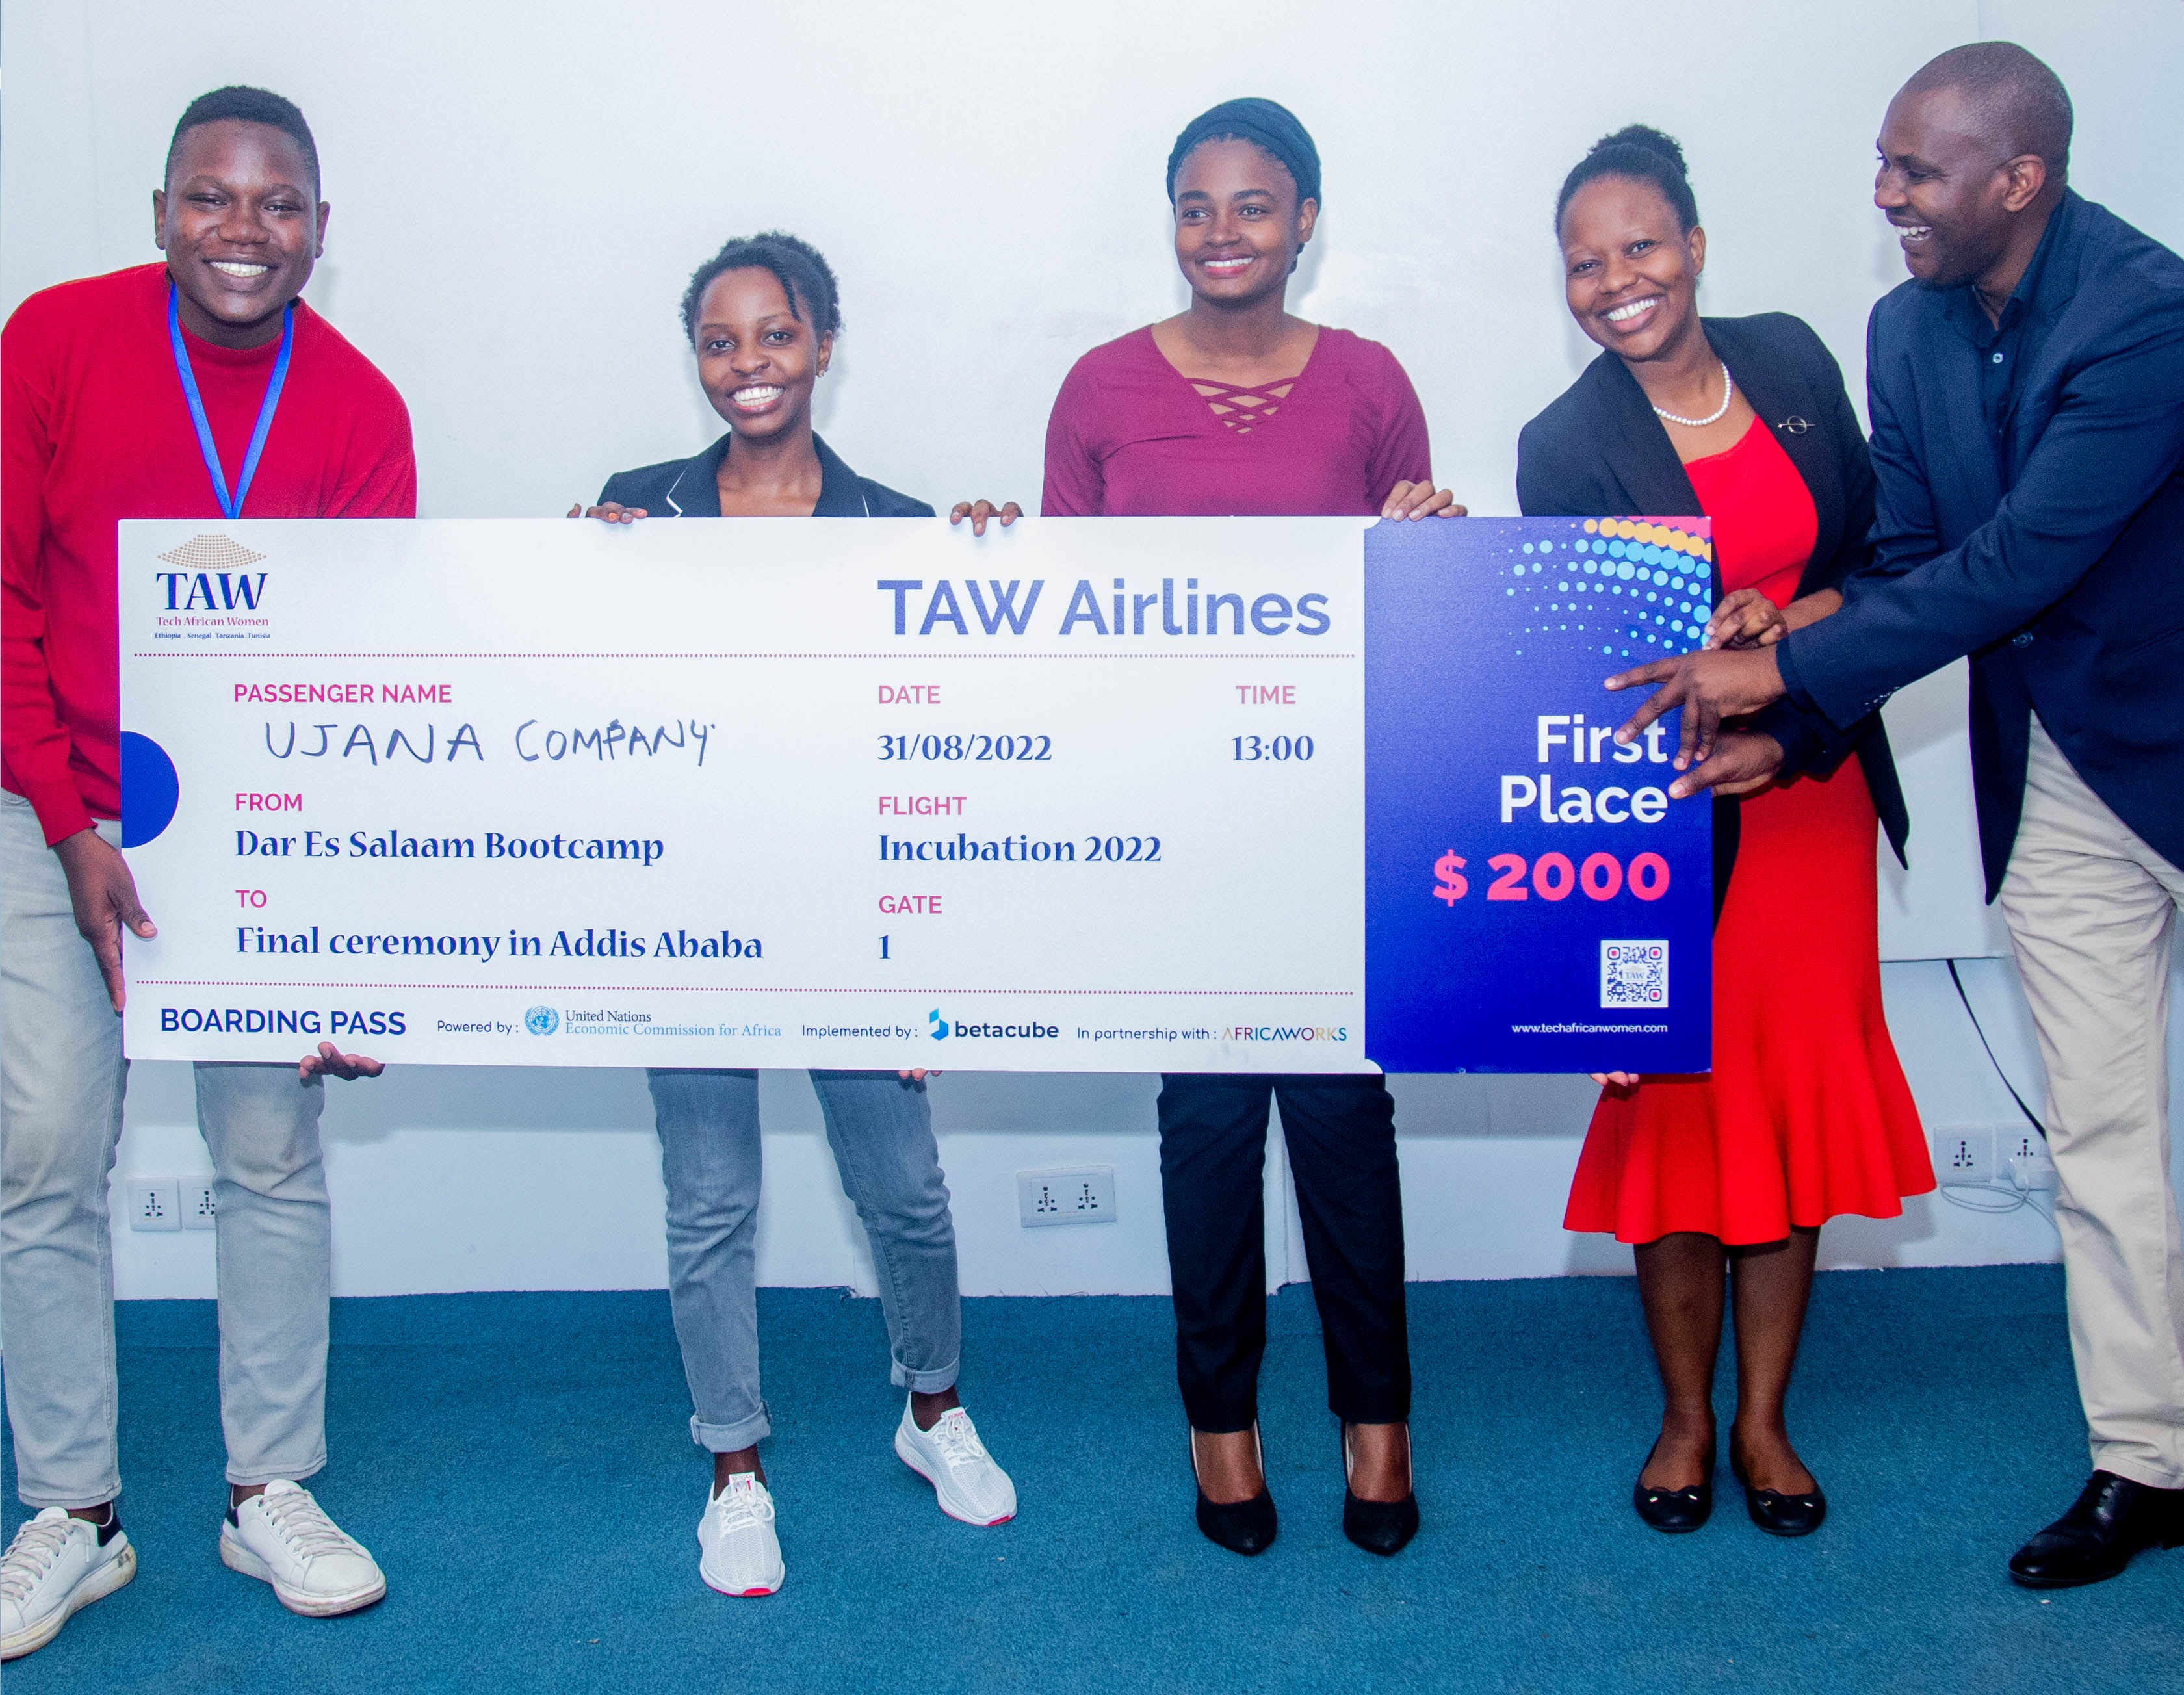 TAW
Tech African Women
Ethiopia . Senegal . Tanzania . Tunisia
TAW Airlines
PASSENGER NAME
UJANA COMPANY
DATE
31/08/2022
TIME
13:00
FROM
Dar Es Salaam Bootcamp
FLIGHT
Incubation 2022
TO
Final ceremony in Addis Ababa
GATE
1
BOARDING PASS
Powered by :
United Nations
Economic Commission for Africa
Implemented by :
betacube
In partnership with :
AFRICAWORKS
First
Place
$ 2000
TAW
www.techafricanwomen.com